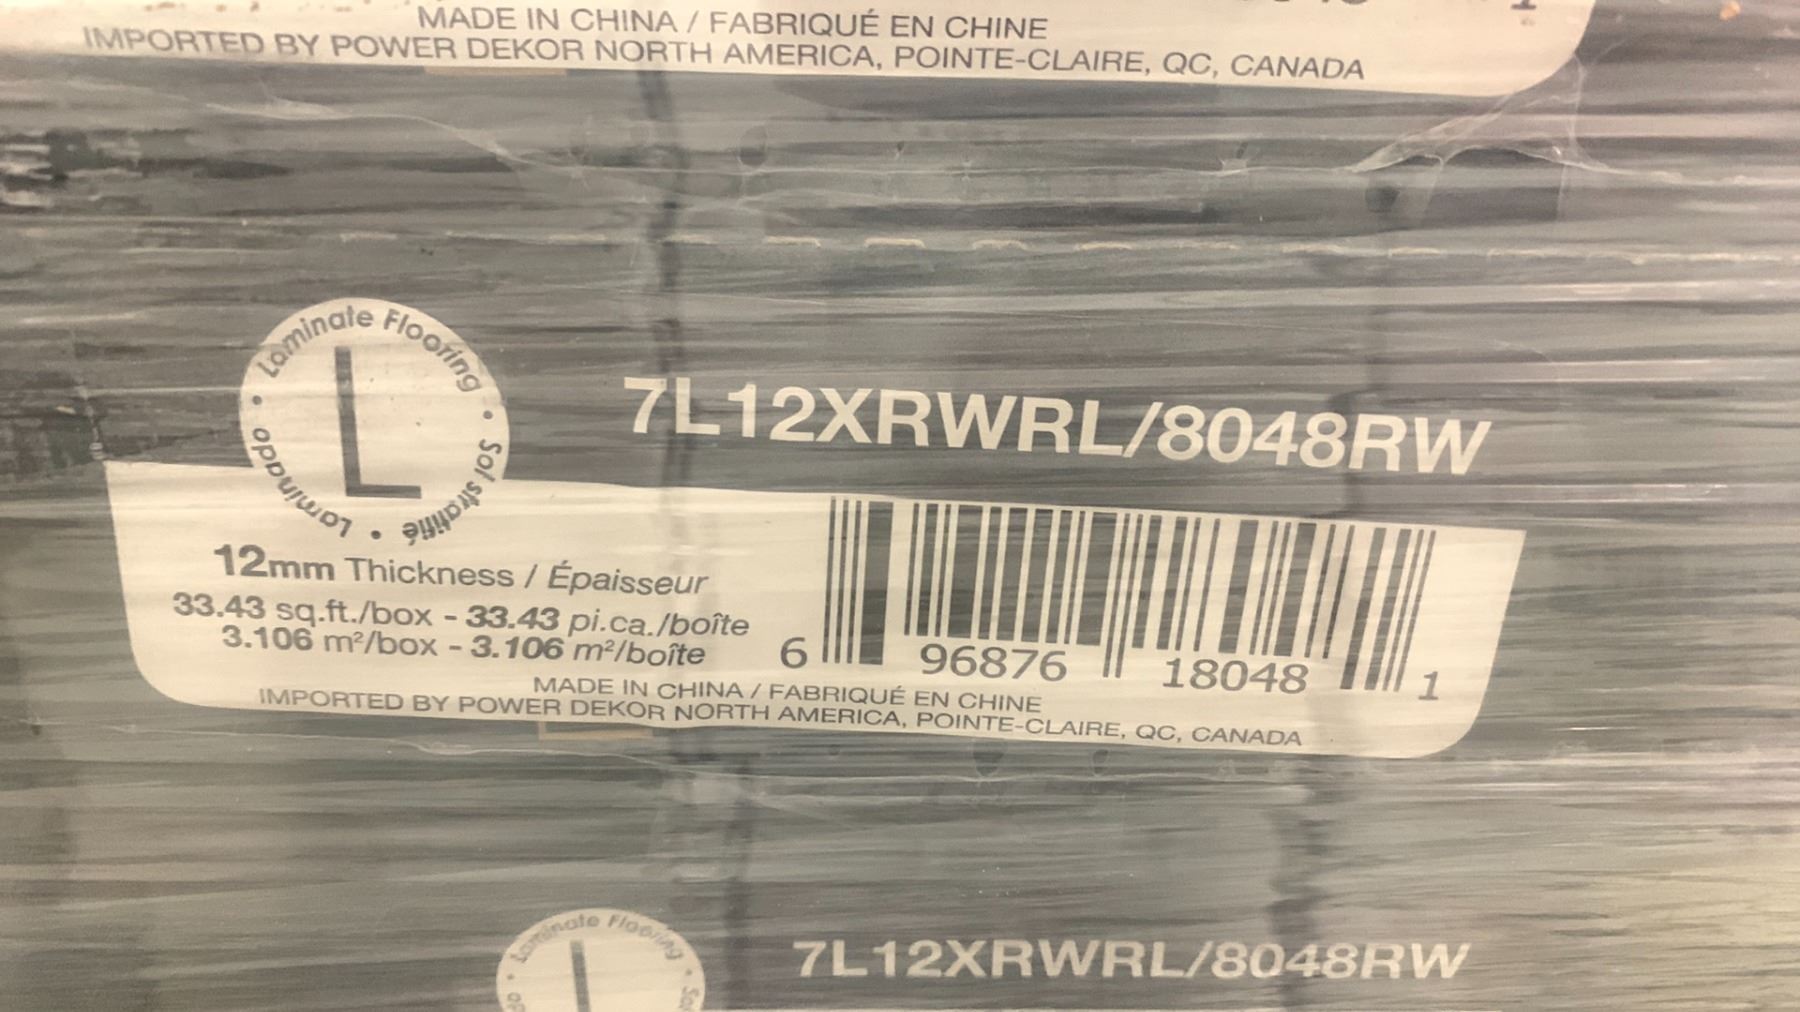 MADE IN CHINA / FABRIQUÉ EN CHINE
IMPORTED BY POWER DEKOR NORTH AMERICA, POINTE-CLAIRE, QC, CANADA
Laminate Flooring • Sol stratifié • Laminado •
L
7L12XRWRL/8048RW
12mm Thickness / Épaisseur
33.43 sq.ft./box - 33.43 pi.ca./boîte
3.106 m²/box - 3.106 m²/boîte
6 96876 18048 1
MADE IN CHINA / FABRIQUÉ EN CHINE
IMPORTED BY POWER DEKOR NORTH AMERICA, POINTE-CLAIRE, QC, CANADA
Laminate Flooring
L
7L12XRWRL/8048RW